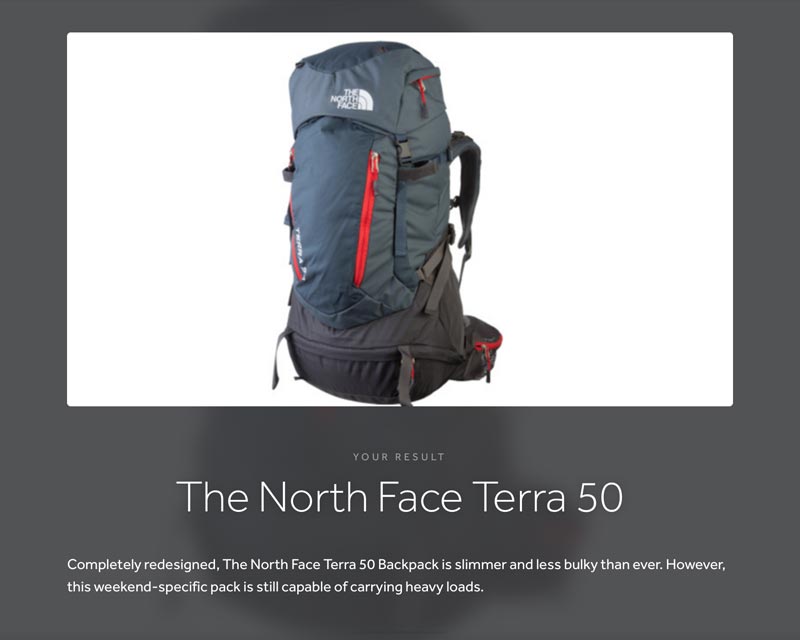 THE
NORTH
FACE
TERRA
YOUR RESULT
The North Face Terra 50
Completely redesigned, The North Face Terra 50 Backpack is slimmer and less bulky than ever. However,
this weekend-specific pack is still capable of carrying heavy loads.